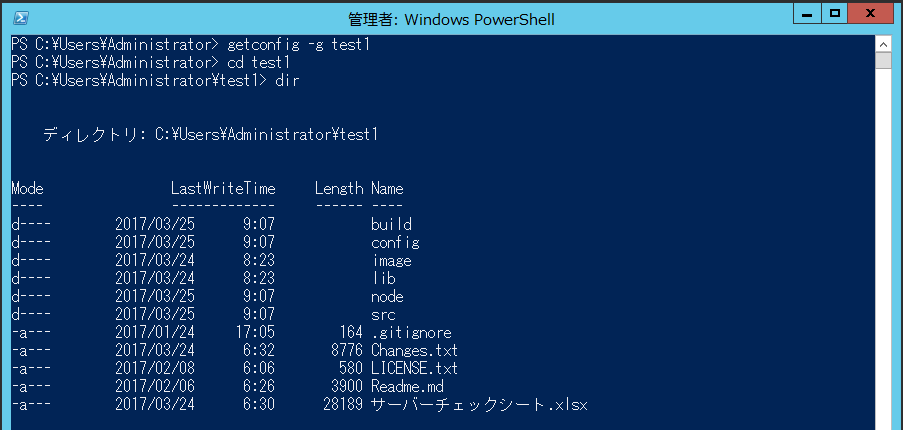 管理者: Windows PowerShell
PS C:¥Users¥Administrator> getconfig -g test1
PS C:¥Users¥Administrator> cd test1
PS C:¥Users¥Administrator¥test1> dir
ディレクトリ: C:¥Users¥Administrator¥test1
Mode LastWriteTime Length Name
---- ------------- ------ ----
d---- 2017/03/25 9:07 build
d---- 2017/03/25 9:07 config
d---- 2017/03/24 8:23 image
d---- 2017/03/24 8:23 lib
d---- 2017/03/25 9:07 node
d---- 2017/03/25 9:07 src
-a--- 2017/01/24 17:05 164 .gitignore
-a--- 2017/03/24 6:32 8776 Changes.txt
-a--- 2017/02/08 6:06 580 LICENSE.txt
-a--- 2017/02/06 6:26 3900 Readme.md
-a--- 2017/03/24 6:30 28189 サーバーチェックシート.xlsx